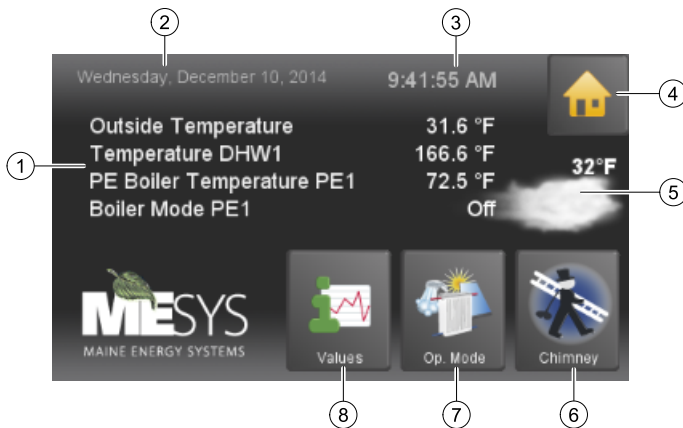 2
3
Wednesday, December 10, 2014
9:41:55 AM
4
1
Outside Temperature 31.6 °F
Temperature DHW1 166.6 °F
PE Boiler Temperature PE1 72.5 °F
Boiler Mode PE1 Off
32°F
5
MESYS
MAINE ENERGY SYSTEMS
Values
Op. Mode
Chimney
8
7
6